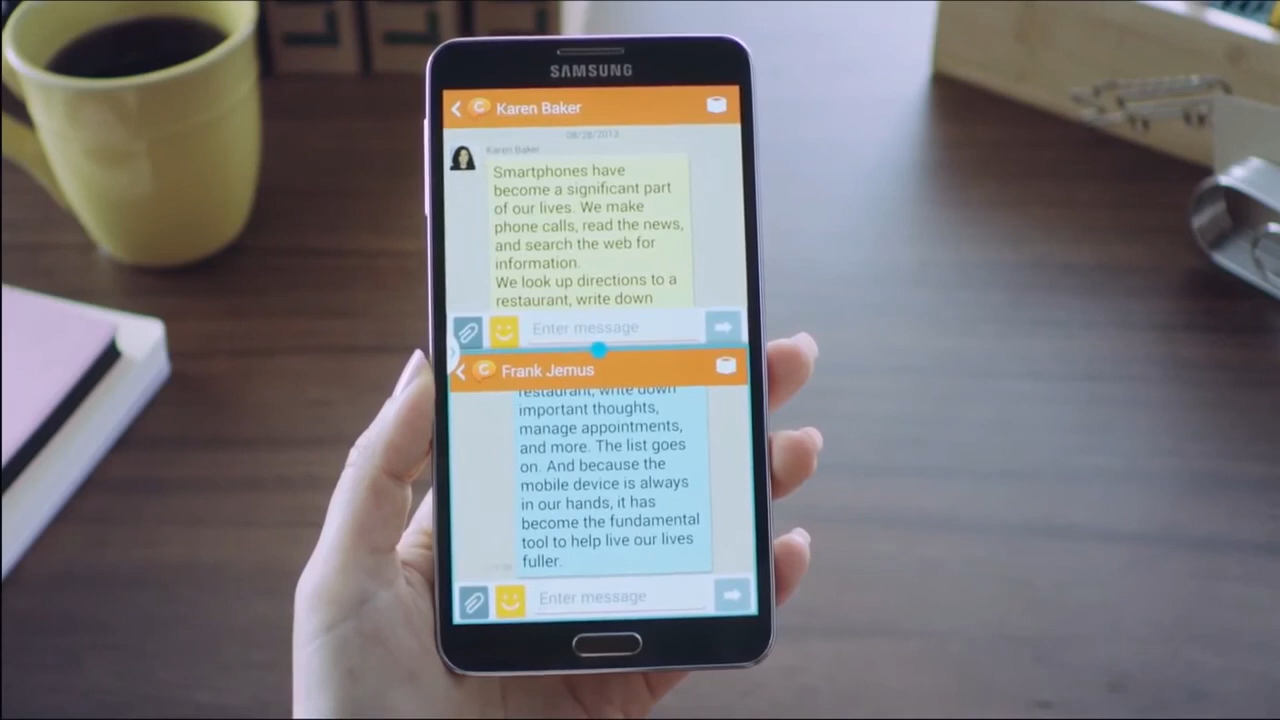 SAMSUNG
Karen Baker
08/28/2013
Karen Baker
Smartphones have
become a significant part
of our lives. We make
phone calls, read the news,
and search the web for
information.
We look up directions to a
restaurant, write down
Enter message
Frank Jemus
restaurant, write down
important thoughts,
manage appointments,
and more. The list goes
on. And because the
mobile device is always
in our hands, it has
become the fundamental
tool to help live our lives
fuller.
Enter message